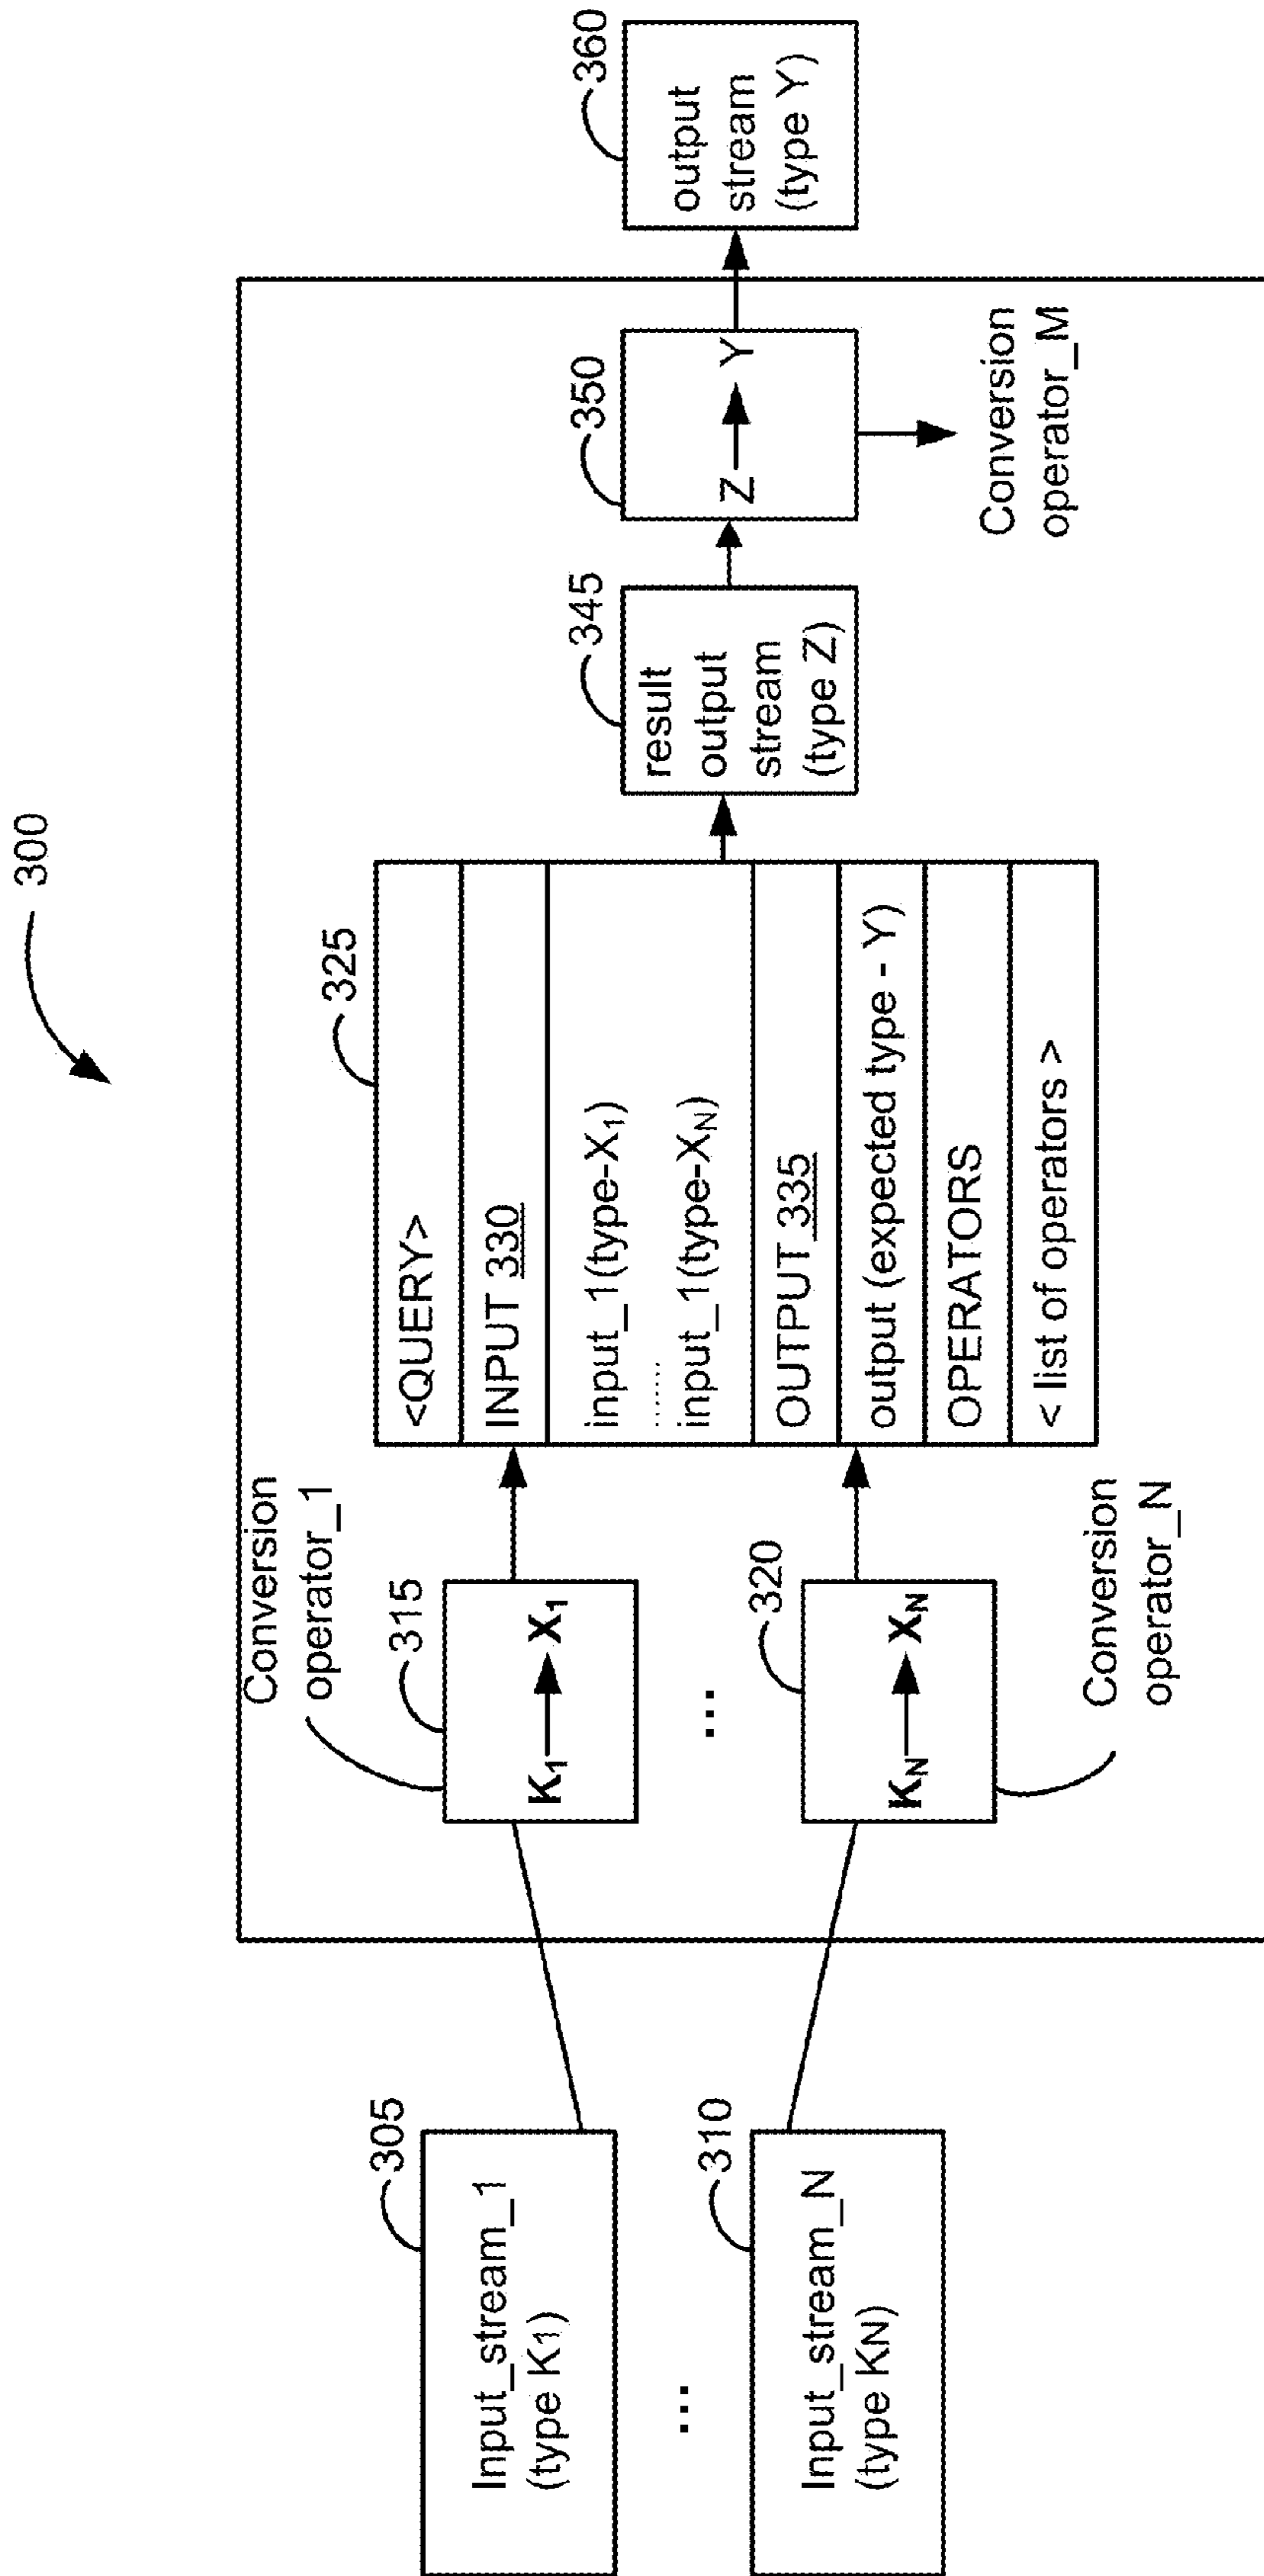 300
305
Input_stream_1
(type K1)
...
310
Input_stream_N
(type KN)
Conversion
operator_1
315
K1 X1
...
320
KN XN
Conversion
operator_N
325
<QUERY>
INPUT 330
input_1(type-X1)
......
input_1(type-XN)
OUTPUT 335
output (expected type - Y)
OPERATORS
< list of operators >
345
result
output
stream
(type Z)
350
Z Y
Conversion
operator_M
360
output
stream
(type Y)